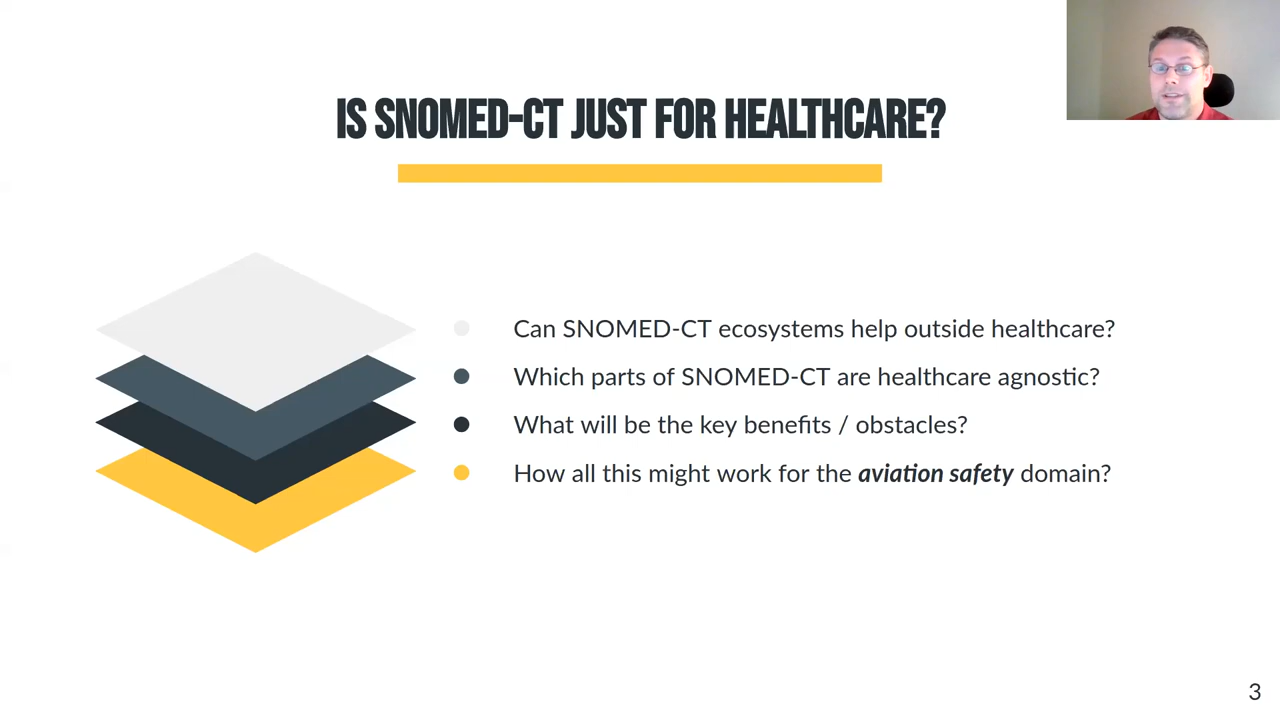 IS SNOMED-CT JUST FOR HEALTHCARE?
Can SNOMED-CT ecosystems help outside healthcare?
Which parts of SNOMED-CT are healthcare agnostic?
What will be the key benefits / obstacles?
How all this might work for the aviation safety domain?
3